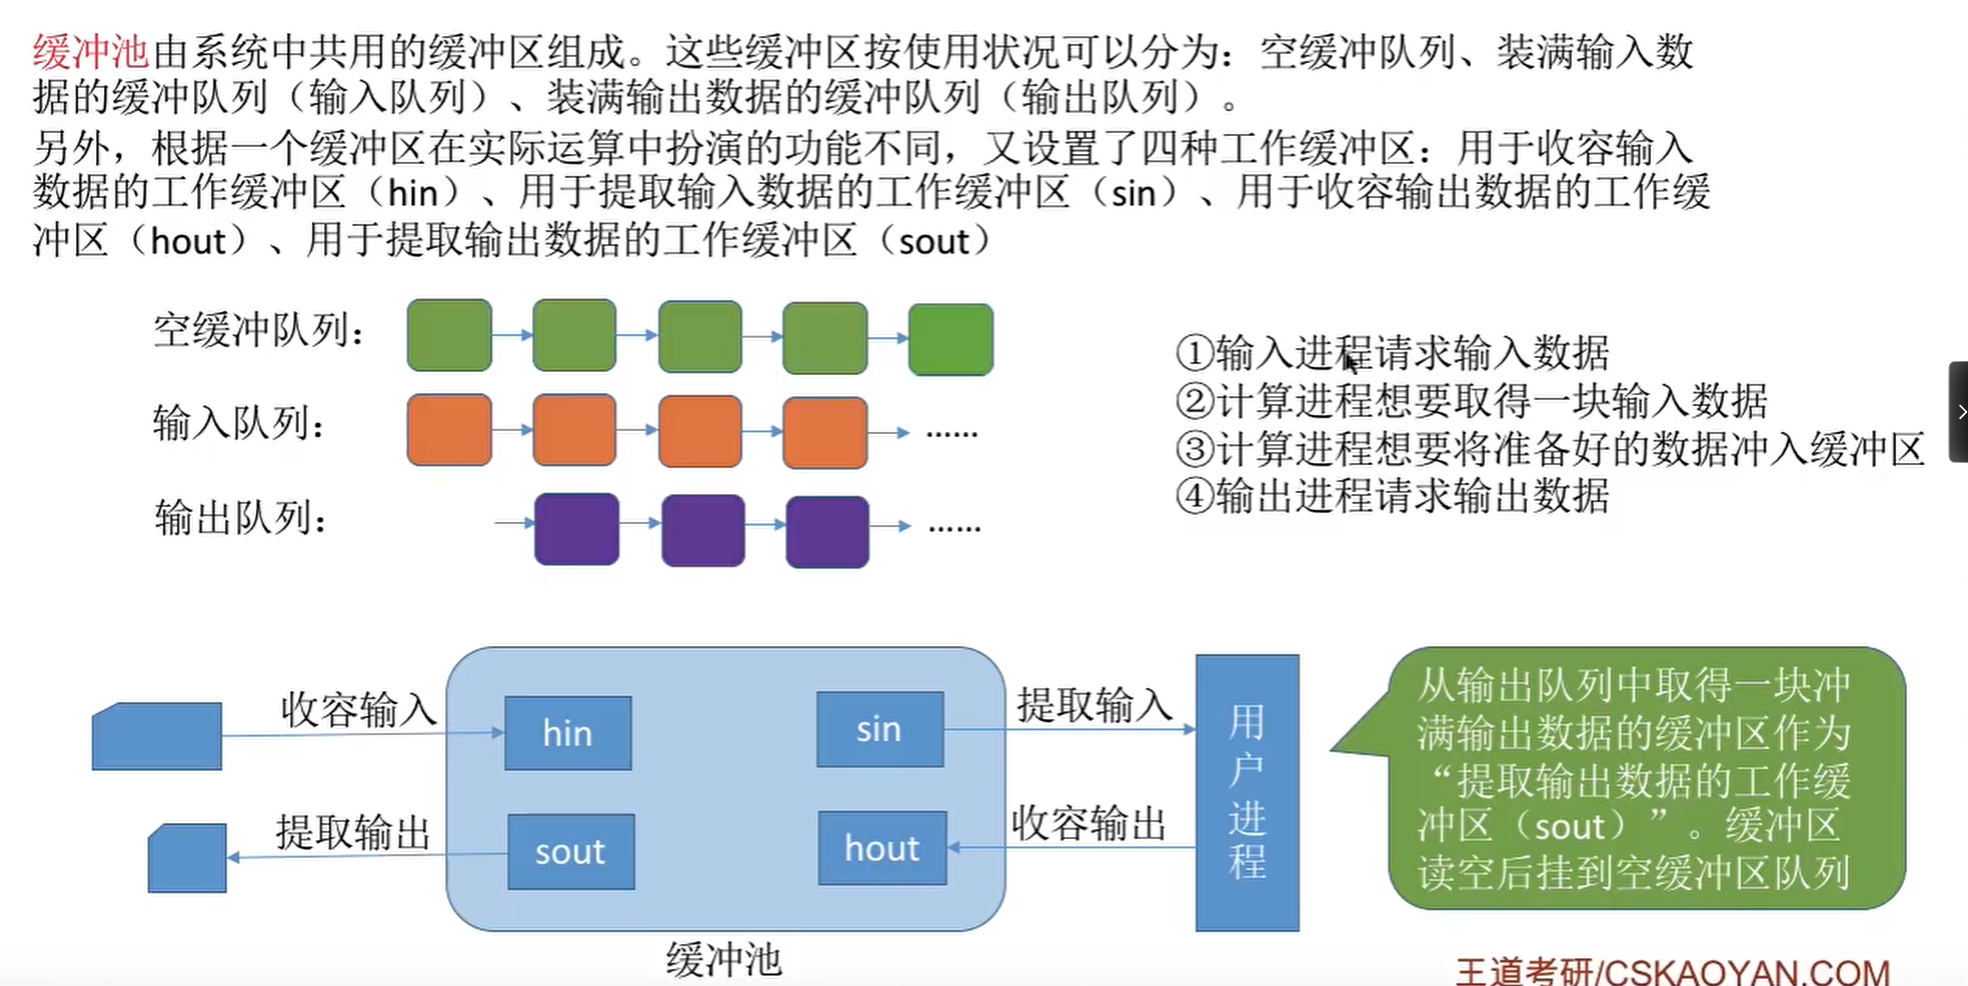 缓冲池由系统中共用的缓冲区组成。这些缓冲区按使用状况可以分为：空缓冲队列、装满输入数
据的缓冲队列（输入队列）、装满输出数据的缓冲队列（输出队列）。
另外，根据一个缓冲区在实际运算中扮演的功能不同，又设置了四种工作缓冲区：用于收容输入
数据的工作缓冲区（hin）、用于提取输入数据的工作缓冲区（sin）、用于收容输出数据的工作缓
冲区（hout）、用于提取输出数据的工作缓冲区（sout）
空缓冲队列：
输入队列：
......
输出队列：
......
①输入进程请求输入数据
②计算进程想要取得一块输入数据
③计算进程想要将准备好的数据冲入缓冲区
④输出进程请求输出数据
收容输入
hin
sin
提取输入
提取输出
sout
hout
收容输出
用
户
进
程
缓冲池
从输出队列中取得一块冲
满输出数据的缓冲区作为
“提取输出数据的工作缓
冲区（sout）”。缓冲区
读空后挂到空缓冲区队列
王道考研/CSKAOYAN.COM